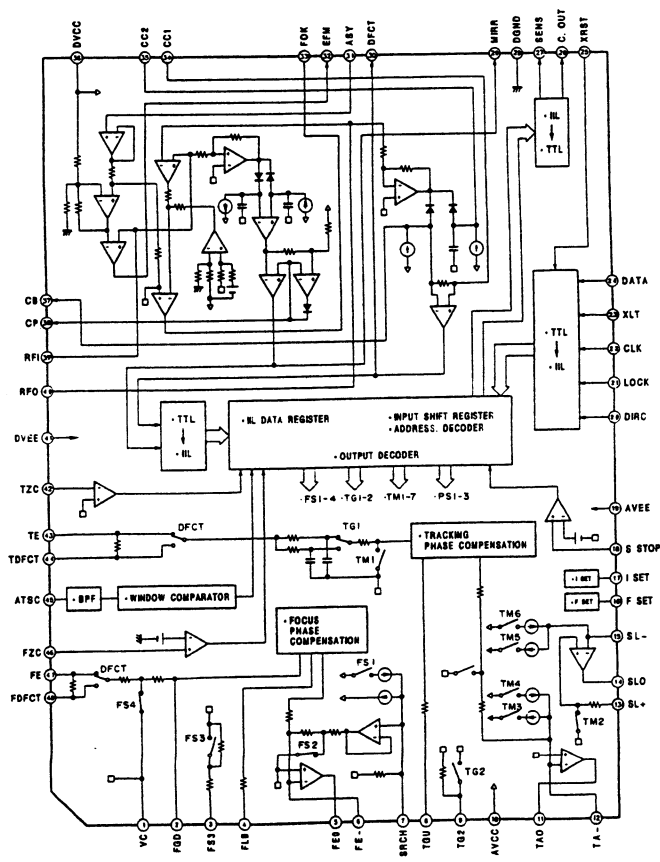 DVCC
CC2
CC1
FOK
EFM
ASY
DFCT
MIRR
DGND
SENS
C. OUT
XRST
36
35
34
33
32
31
30
29
28
27
26
25
• IIL
• TTL
CB 37
CP 38
RFI 39
RFO 40
DVEE 41
TZC 42
TE 43
TDFCT 44
ATSC 45
FZC 46
FE 47
FDFCT 48
24 DATA
23 XLT
22 CLK
21 LOCK
20 DIRC
19 AVEE
18 S STOP
17 I SET
16 F SET
15 SL-
14 SLO
13 SL+
• TTL
• IIL
• TTL
• IIL
• IIL DATA REGISTER
• INPUT SHIFT REGISTER
• ADDRESS. DECODER
• OUTPUT DECODER
• FS1-4
• TG1-2
• TM1-7
• PS1-3
DFCT
TG1
TM1
• TRACKING
PHASE COMPENSATION
• BPF
• WINDOW COMPARATOR
• I SET
• F SET
• FOCUS
PHASE
COMPENSATION
DFCT
FS4
FS3
FS1
FS2
TM6
TM5
TM4
TM3
TM2
TG2
1
2
3
4
5
6
7
8
9
10
11
12
VC
FGD
FS3
FLB
FEO
FE-
SRCH
TGU
TG2
AVCC
TAO
TA-